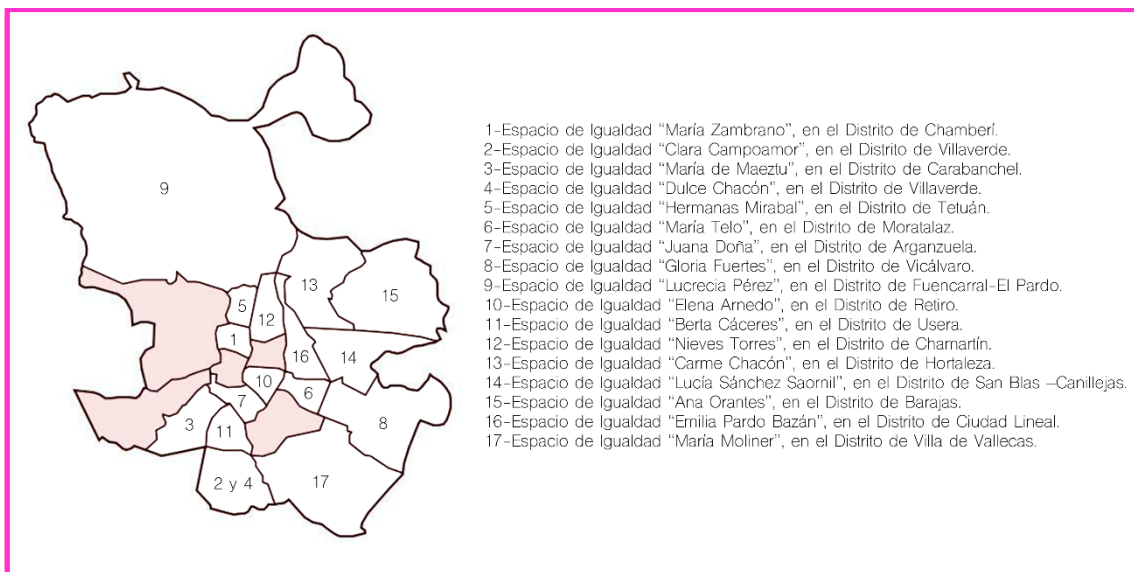 1-Espacio de Igualdad “María Zambrano”, en el Distrito de Chamberí.
2-Espacio de Igualdad “Clara Campoamor”, en el Distrito de Villaverde.
3-Espacio de Igualdad “María de Maeztu”, en el Distrito de Carabanchel.
4-Espacio de Igualdad “Dulce Chacón”, en el Distrito de Villaverde.
5-Espacio de Igualdad “Hermanas Mirabal”, en el Distrito de Tetuán.
6-Espacio de Igualdad “María Telo”, en el Distrito de Moratalaz.
7-Espacio de Igualdad “Juana Doña”, en el Distrito de Arganzuela.
8-Espacio de Igualdad “Gloria Fuertes”, en el Distrito de Vicálvaro.
9-Espacio de Igualdad “Lucrecia Pérez”, en el Distrito de Fuencarral-El Pardo.
10-Espacio de Igualdad “Elena Arnedo”, en el Distrito de Retiro.
11-Espacio de Igualdad “Berta Cáceres”, en el Distrito de Usera.
12-Espacio de Igualdad “Nieves Torres”, en el Distrito de Chamartín.
13-Espacio de Igualdad “Carme Chacón”, en el Distrito de Hortaleza.
14-Espacio de Igualdad “Lucía Sánchez Saornil”, en el Distrito de San Blas –Canillejas.
15-Espacio de Igualdad “Ana Orantes”, en el Distrito de Barajas.
16-Espacio de Igualdad “Emilia Pardo Bazán”, en el Distrito de Ciudad Lineal.
17-Espacio de Igualdad “María Moliner”, en el Distrito de Villa de Vallecas.
9
13
15
5
12
1
16
14
10
6
7
3
11
8
2 y 4
17